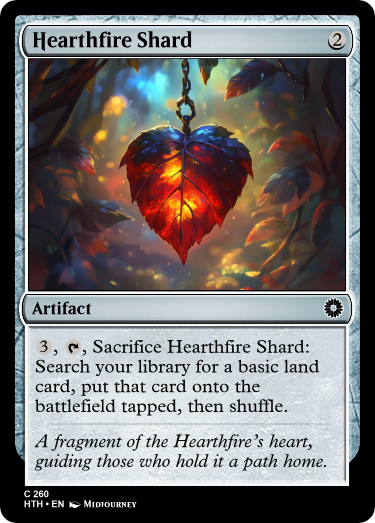 Hearthfire Shard 2
Artifact
3, , Sacrifice Hearthfire Shard:
Search your library for a basic land
card, put that card onto the
battlefield tapped, then shuffle.
A fragment of the Hearthfire's heart,
guiding those who hold it a path home.
C 260
HTH • EN Midjourney